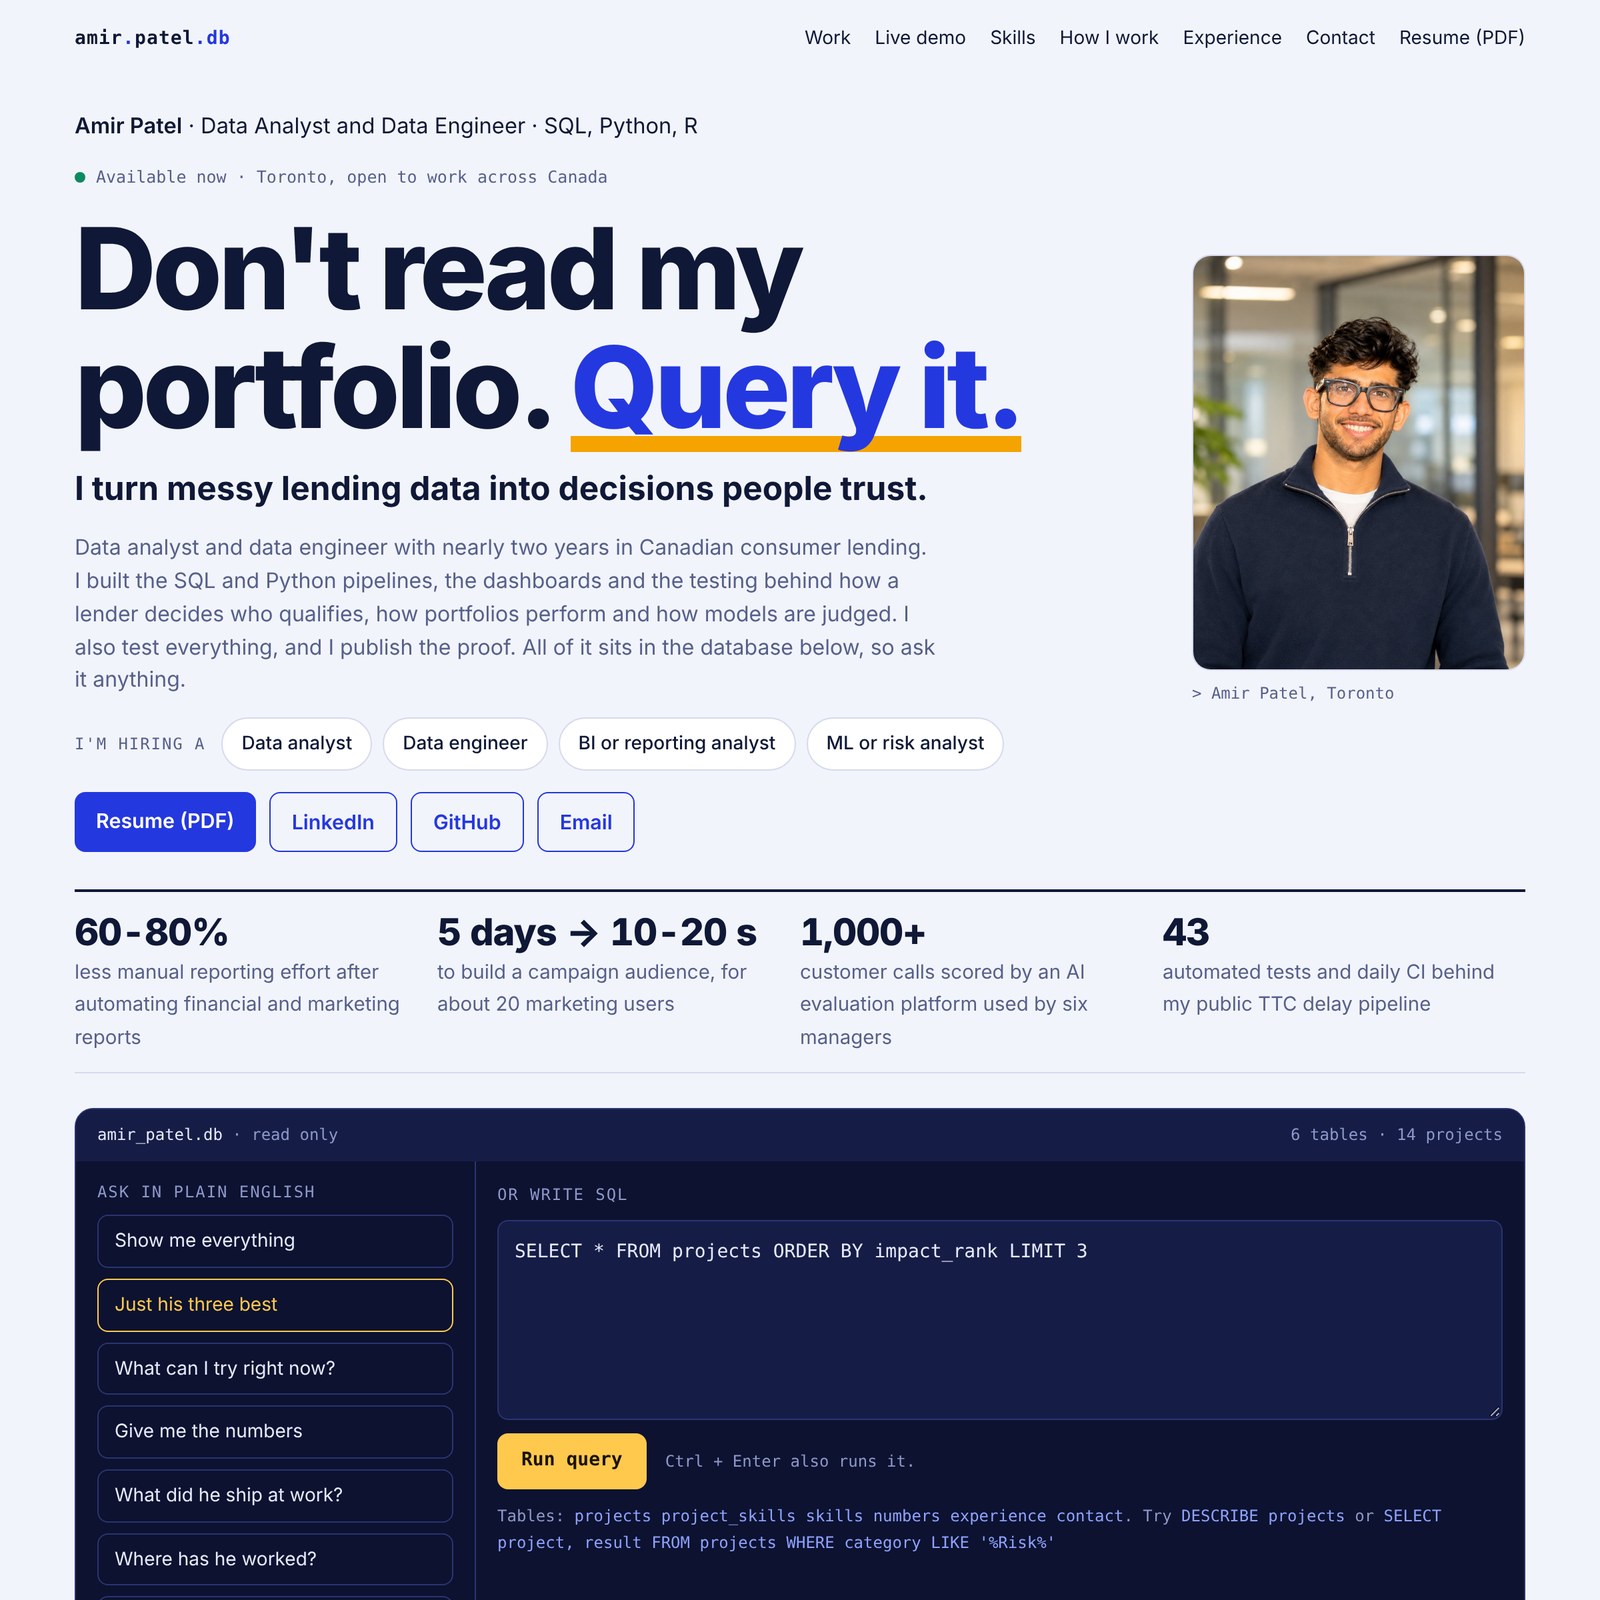 amir.patel.db
Work Live demo Skills How I work Experience Contact Resume (PDF)
Amir Patel · Data Analyst and Data Engineer · SQL, Python, R
Available now · Toronto, open to work across Canada
Don't read my
portfolio. Query it.
I turn messy lending data into decisions people trust.
Data analyst and data engineer with nearly two years in Canadian consumer lending.
I built the SQL and Python pipelines, the dashboards and the testing behind how a
lender decides who qualifies, how portfolios perform and how models are judged. I
also test everything, and I publish the proof. All of it sits in the database below, so ask
it anything.
> Amir Patel, Toronto
I'M HIRING A Data analyst Data engineer BI or reporting analyst ML or risk analyst
Resume (PDF) LinkedIn GitHub Email
60-80%
less manual reporting effort after
automating financial and marketing
reports
5 days → 10-20 s
to build a campaign audience, for
about 20 marketing users
1,000+
customer calls scored by an AI
evaluation platform used by six
managers
43
automated tests and daily CI behind
my public TTC delay pipeline
amir_patel.db · read only
6 tables · 14 projects
ASK IN PLAIN ENGLISH
Show me everything
Just his three best
What can I try right now?
Give me the numbers
What did he ship at work?
Where has he worked?
OR WRITE SQL
SELECT * FROM projects ORDER BY impact_rank LIMIT 3
Run query Ctrl + Enter also runs it.
Tables: projects project_skills skills numbers experience contact. Try DESCRIBE projects or SELECT
project, result FROM projects WHERE category LIKE '%Risk%'